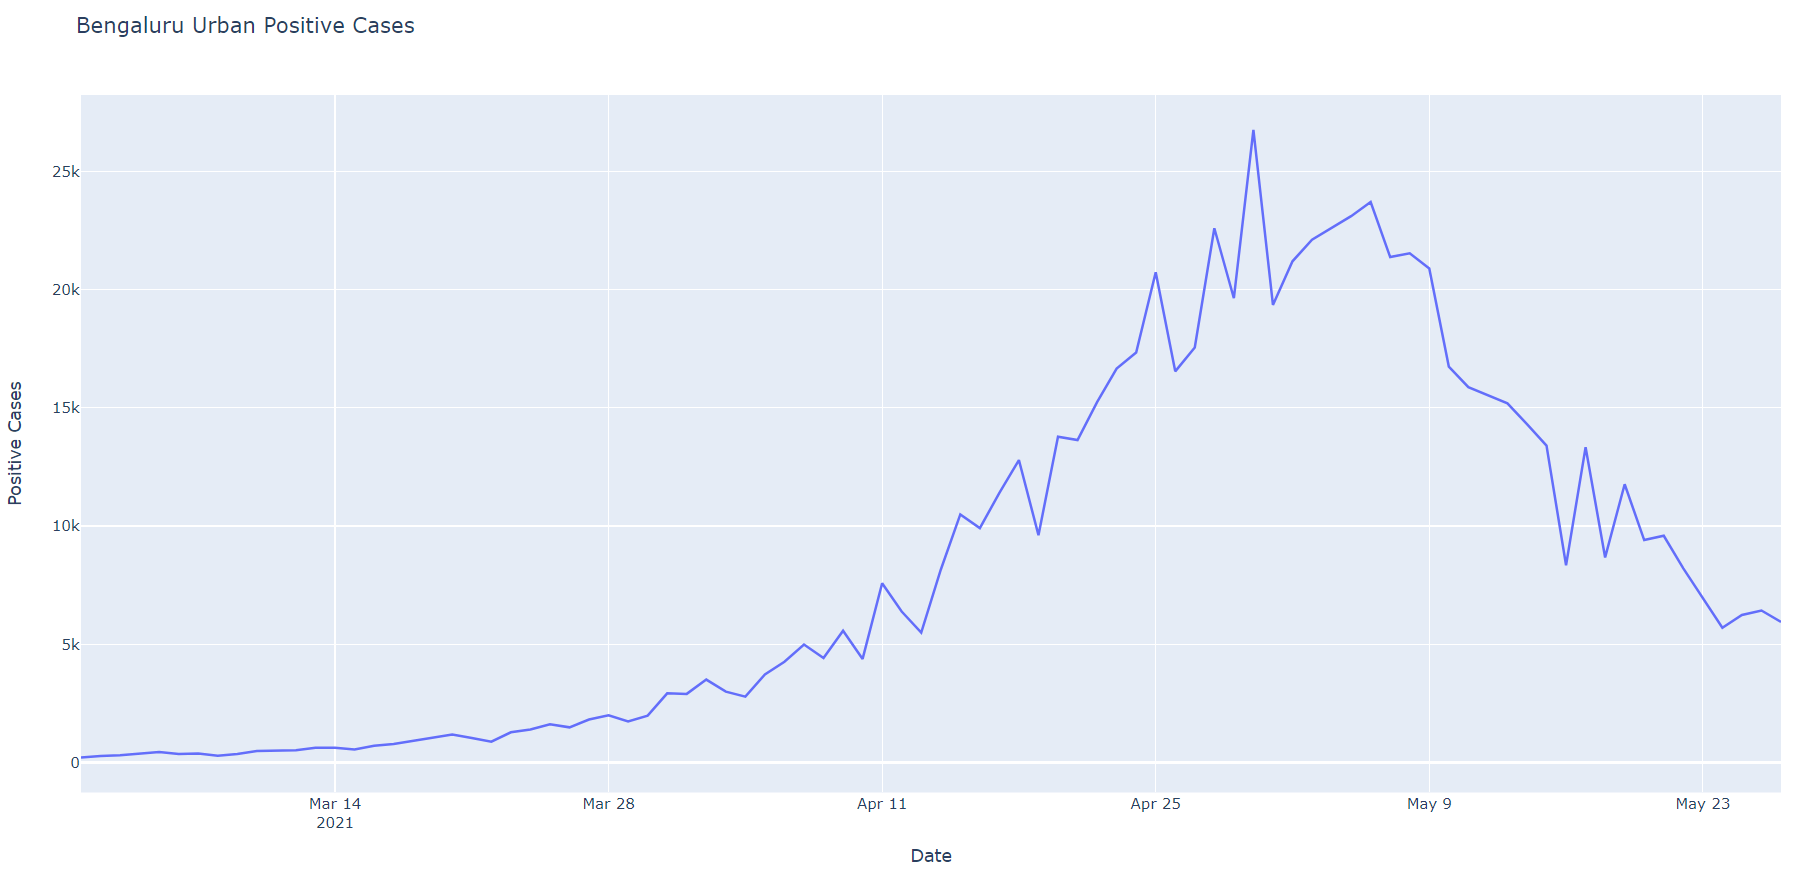 Bengaluru Urban Positive Cases
25k
20k
15k
10k
5k
0
Positive Cases
Mar 14
2021
Mar 28
Apr 11
Apr 25
May 9
May 23
Date